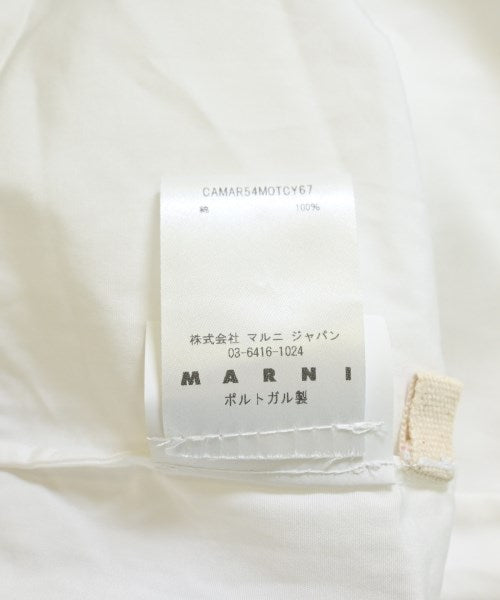 CAMAR54MOTCY67
綿 100%
株式会社 マルニ ジャパン
03-6416-1024
MARNI
ポルトガル製